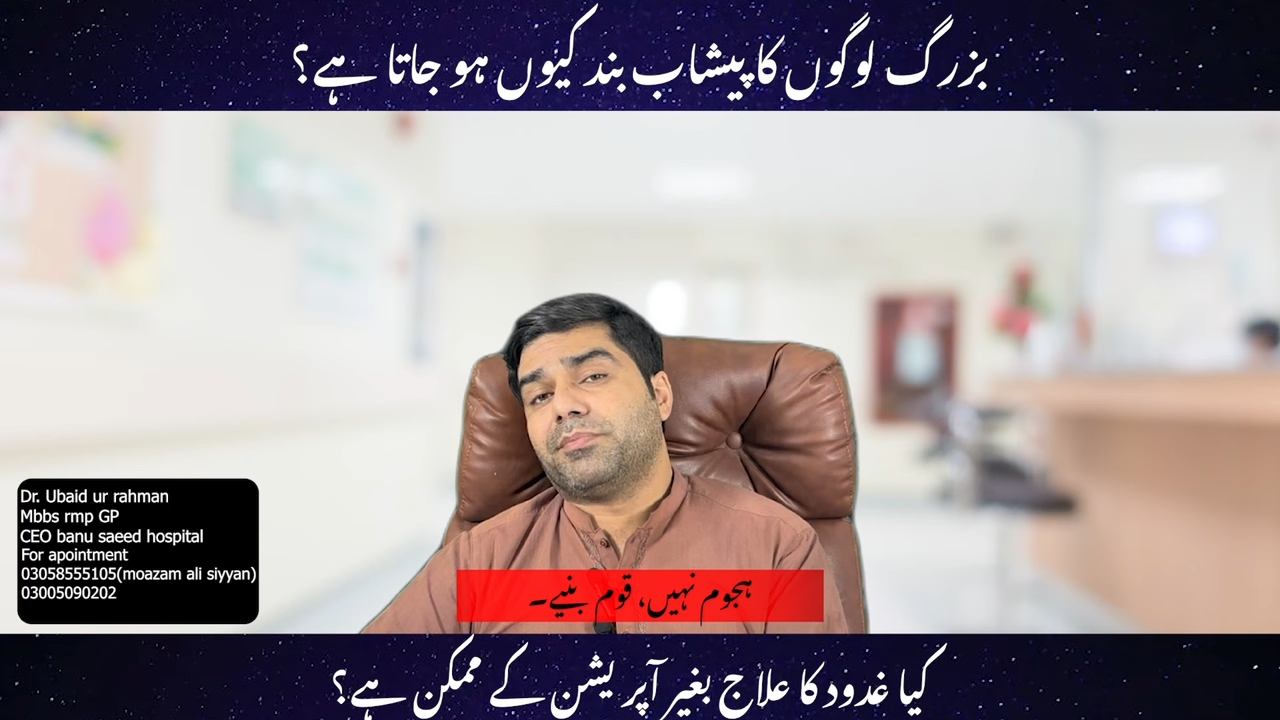 بزرگ لوگوں کا پیشاب بند کیوں ہو جاتا ہے؟
Dr. Ubaid ur rahman
Mbbs rmp GP
CEO banu saeed hospital
For apointment
03058555105(moazam ali siyyan)
03005090202
ہجوم نہیں، قوم بنیے۔
کیا غدود کا علاج بغیر آپریشن کے ممکن ہے؟